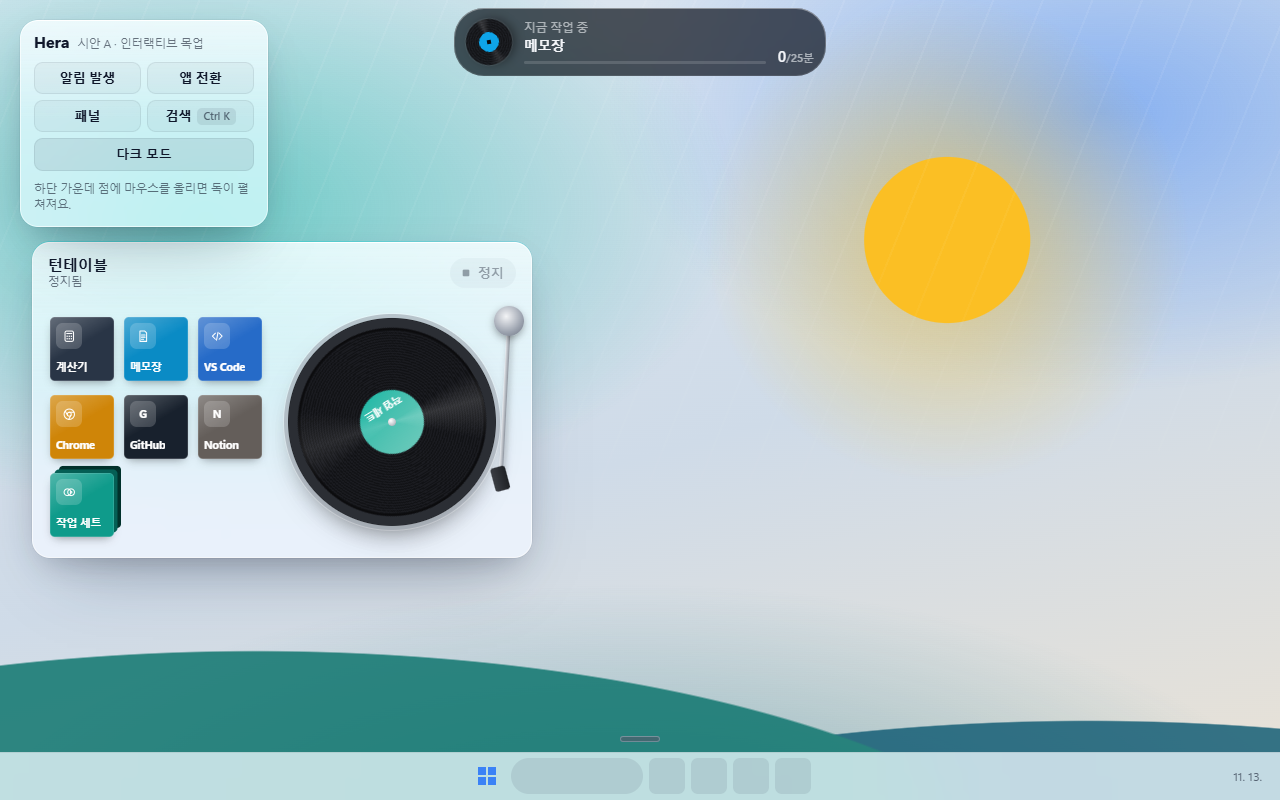 Hera 시안 A · 인터랙티브 목업
알림 발생
앱 전환
패널
검색 Ctrl K
다크 모드
하단 가운데 점에 마우스를 올리면 독이 펼
쳐져요.
지금 작업 중
메모장
0/25분
턴테이블
정지됨
정지
계산기
메모장
VS Code
Chrome
G
GitHub
N
Notion
작업 세트
작업 세트
11. 13.